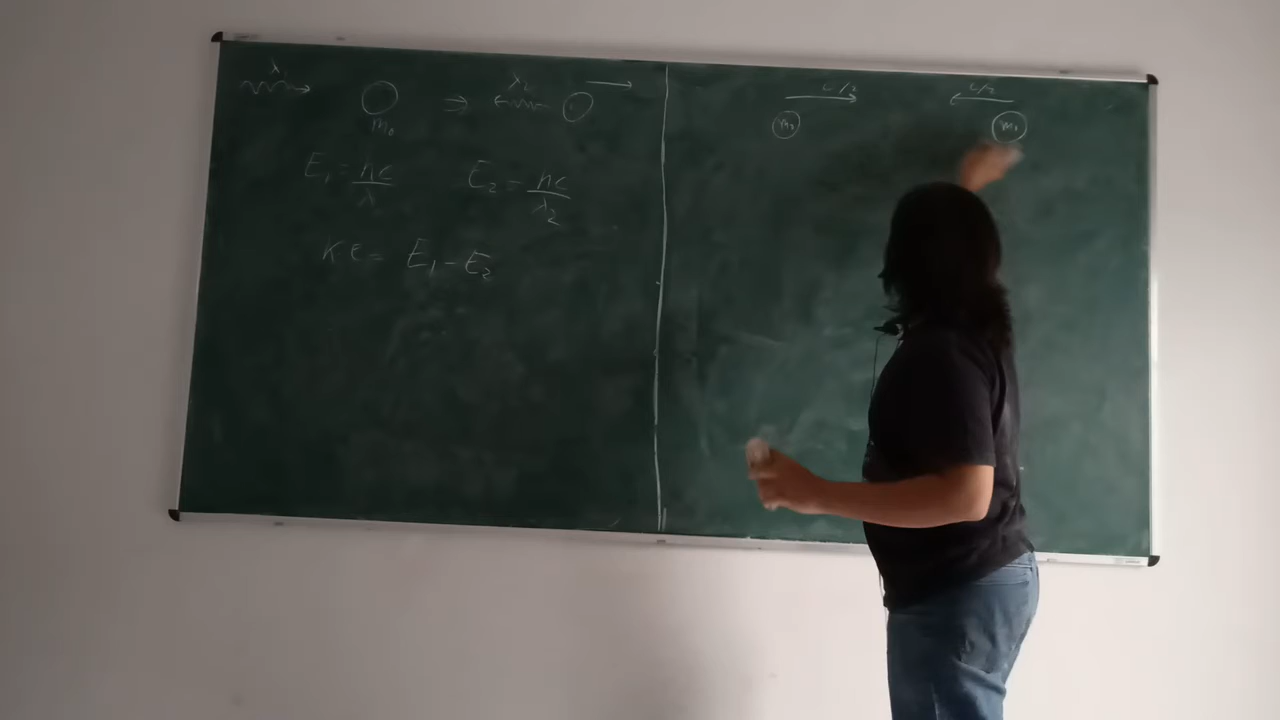 λ
m₀ ⇒ λ₂
E₁ = hc/λ E₂ = hc/λ₂
KE = E₁ - E₂
c/2 c/2
m₀ m₀